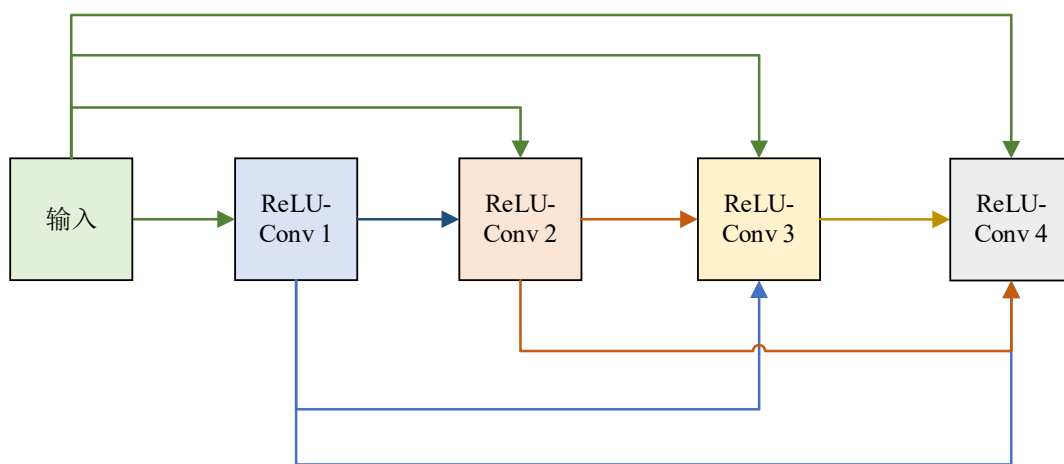 输入
ReLU-
Conv 1
ReLU-
Conv 2
ReLU-
Conv 3
ReLU-
Conv 4